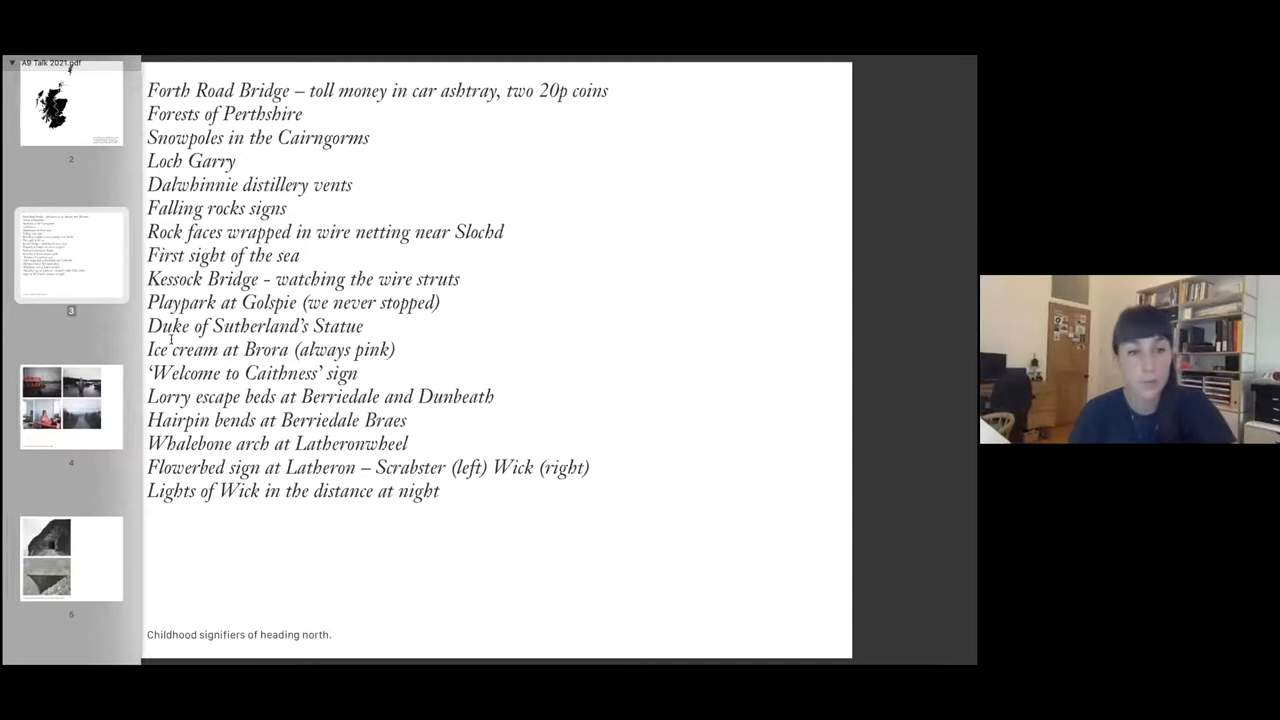 A9 Talk 2021.pdf
2
3
4
5
Forth Road Bridge – toll money in car ashtray, two 20p coins
Forests of Perthshire
Snowpoles in the Cairngorms
Loch Garry
Dalwhinnie distillery vents
Falling rocks signs
Rock faces wrapped in wire netting near Slochd
First sight of the sea
Kessock Bridge - watching the wire struts
Playpark at Golspie (we never stopped)
Duke of Sutherland’s Statue
Ice cream at Brora (always pink)
‘Welcome to Caithness’ sign
Lorry escape beds at Berriedale and Dunbeath
Hairpin bends at Berriedale Braes
Whalebone arch at Latheronwheel
Flowerbed sign at Latheron – Scrabster (left) Wick (right)
Lights of Wick in the distance at night
Childhood signifiers of heading north.